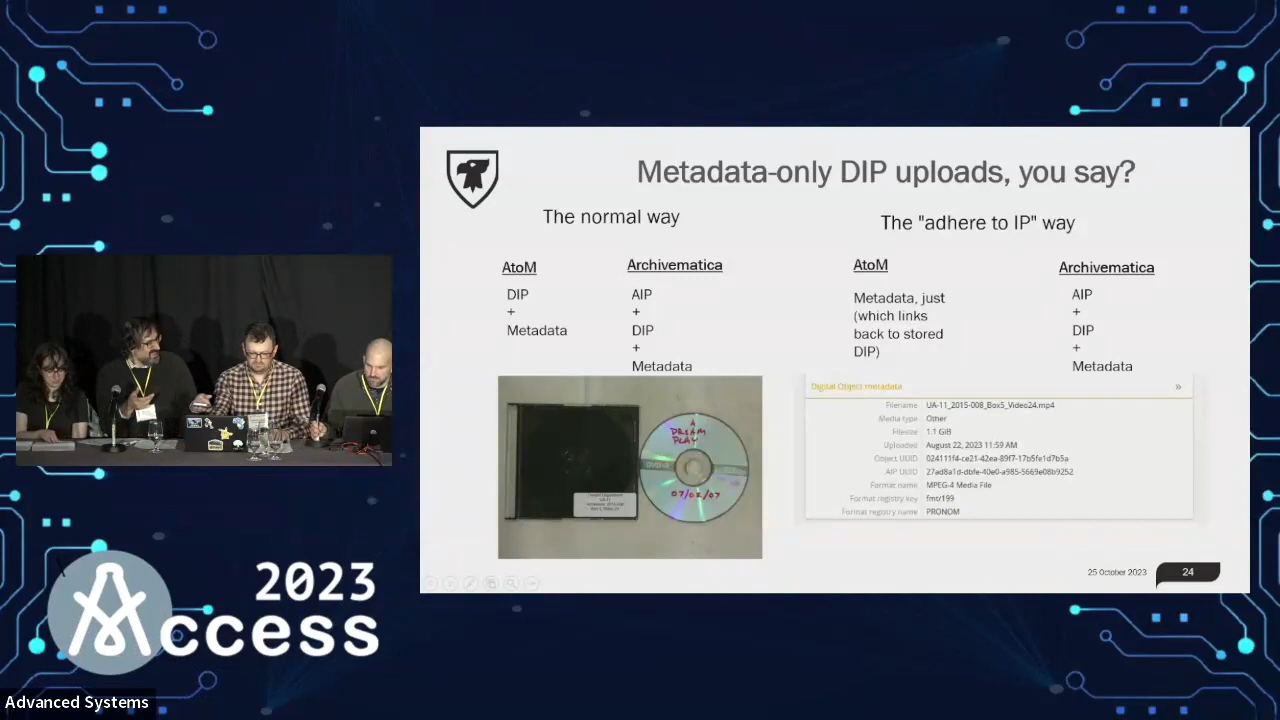 Metadata-only DIP uploads, you say?
The normal way
AtoM
DIP
+
Metadata
Archivematica
AIP
+
DIP
+
Metadata
The "adhere to IP" way
AtoM
Metadata, just
(which links
back to stored
DIP)
Archivematica
AIP
+
DIP
+
Metadata
A
DREAM
PLAY
07/02/07
Digital Object metadata
Filename UA-11_2015-008_Box5_Video24.mp4
Media type Other
Filesize 1.1 GiB
Uploaded August 22, 2023 11:59 AM
Object UUID 024111f4-ce21-42ea-89f7-17b5fe1d7b5a
AIP UUID 27ad8a1d-dbfe-40e0-a985-5669e08b9252
Format name MPEG-4 Media File
Format registry key fmt/199
Format registry name PRONOM
25 October 2023
24
2023
Access
Advanced Systems